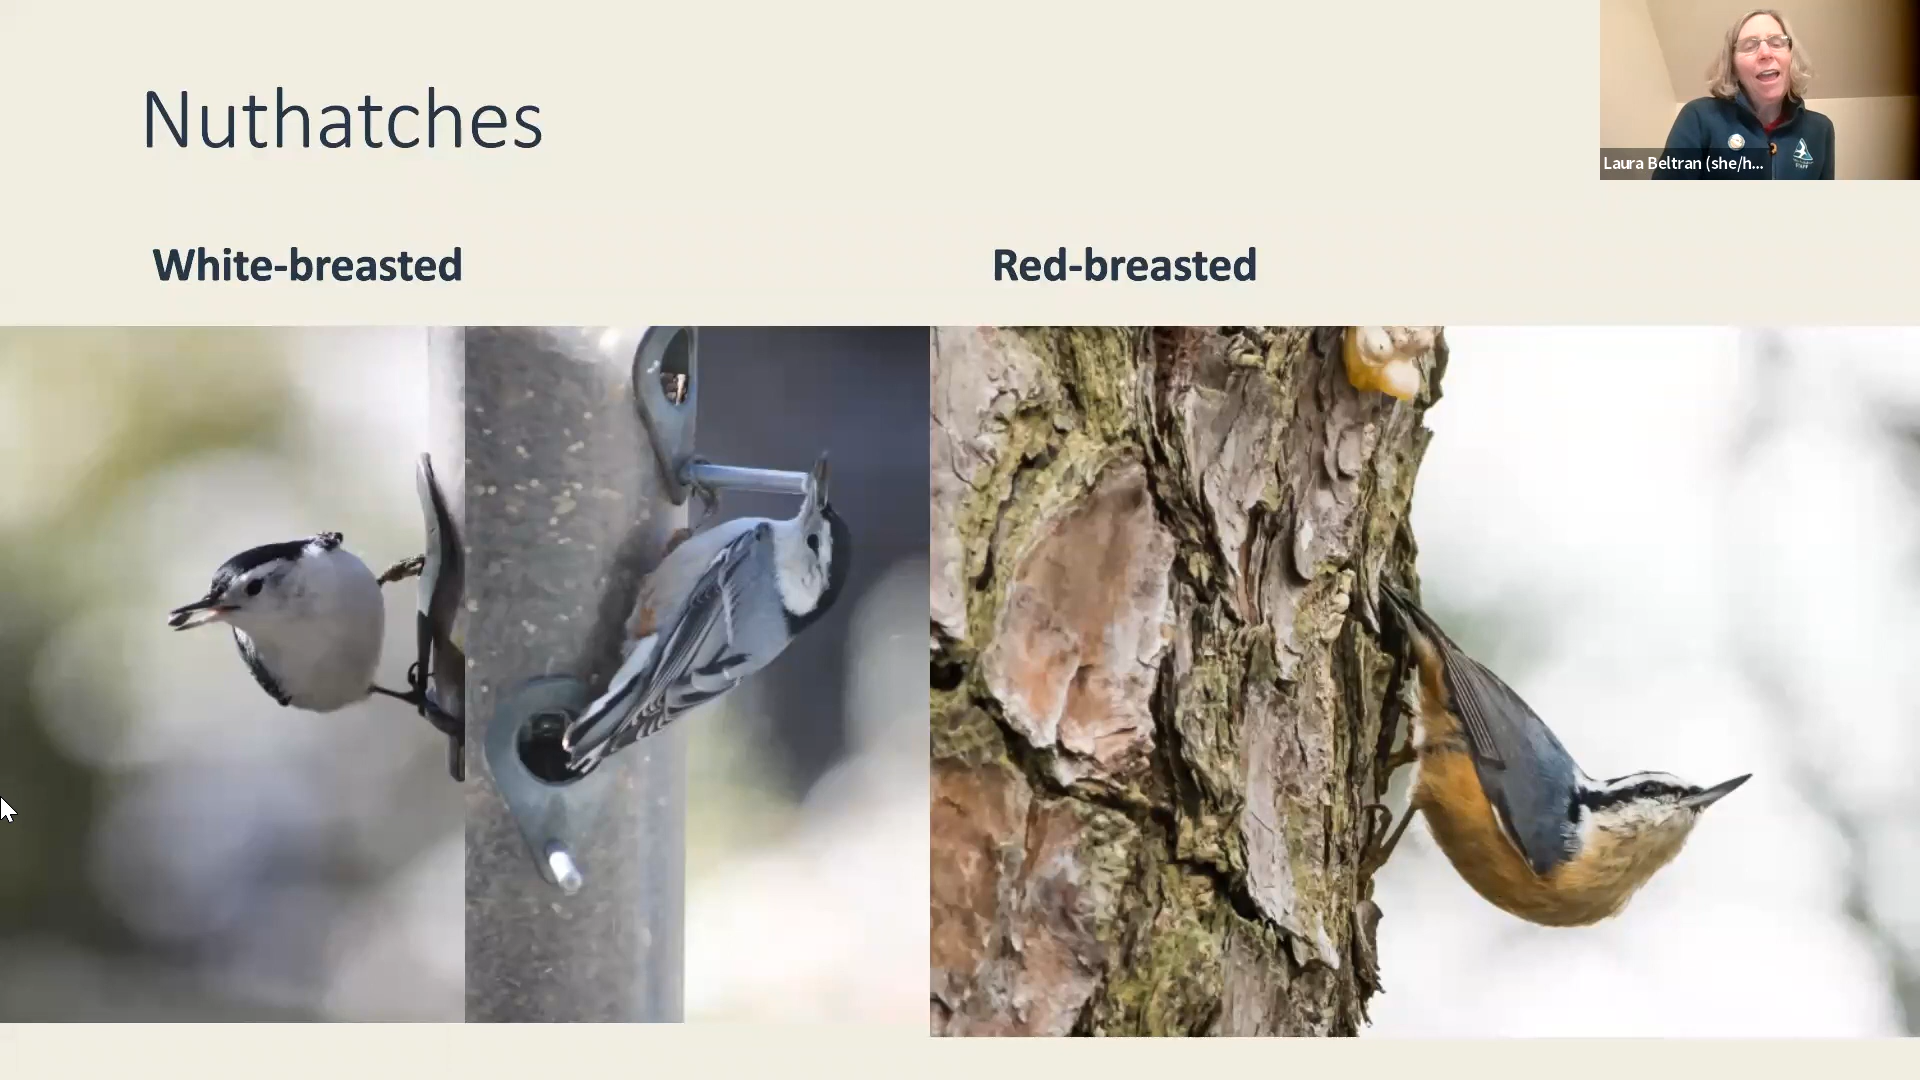 Nuthatches
Laura Beltran (she/h...
White-breasted
Red-breasted